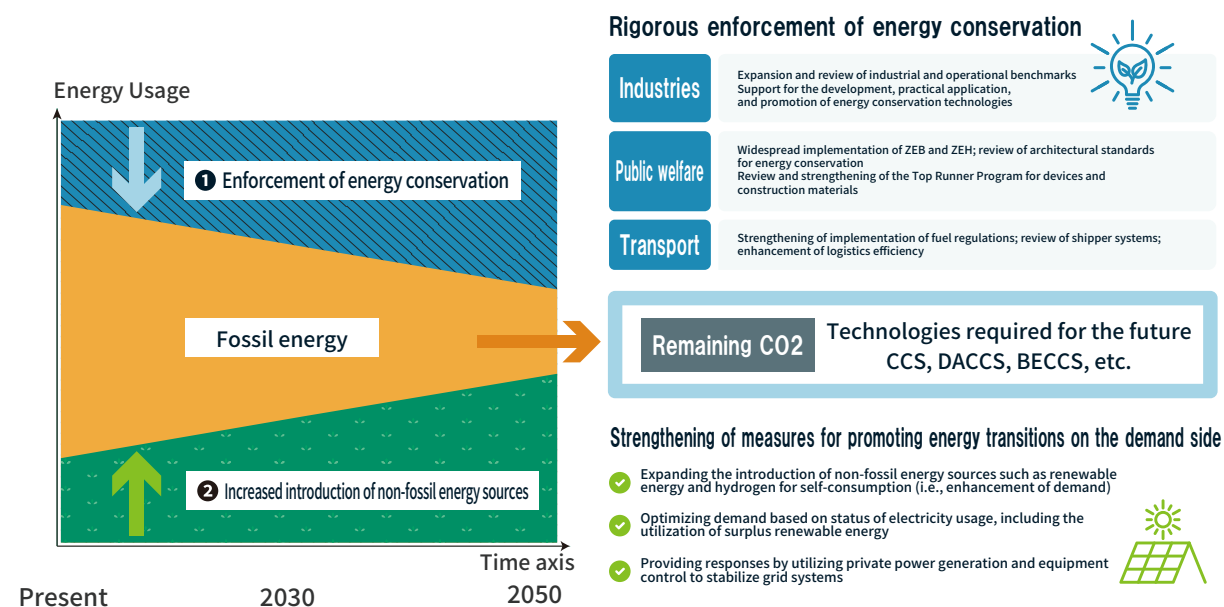 Energy Usage
❶ Enforcement of energy conservation
Fossil energy
❷ Increased introduction of non-fossil energy sources
Time axis
Present
2030
2050
Rigorous enforcement of energy conservation
Industries
Expansion and review of industrial and operational benchmarks
Support for the development, practical application,
and promotion of energy conservation technologies
Public welfare
Widespread implementation of ZEB and ZEH; review of architectural standards
for energy conservation
Review and strengthening of the Top Runner Program for devices and
construction materials
Transport
Strengthening of implementation of fuel regulations; review of shipper systems;
enhancement of logistics efficiency
Remaining CO2
Technologies required for the future
CCS, DACCS, BECCS, etc.
Strengthening of measures for promoting energy transitions on the demand side
Expanding the introduction of non-fossil energy sources such as renewable
energy and hydrogen for self-consumption (i.e., enhancement of demand)
Optimizing demand based on status of electricity usage, including the
utilization of surplus renewable energy
Providing responses by utilizing private power generation and equipment
control to stabilize grid systems